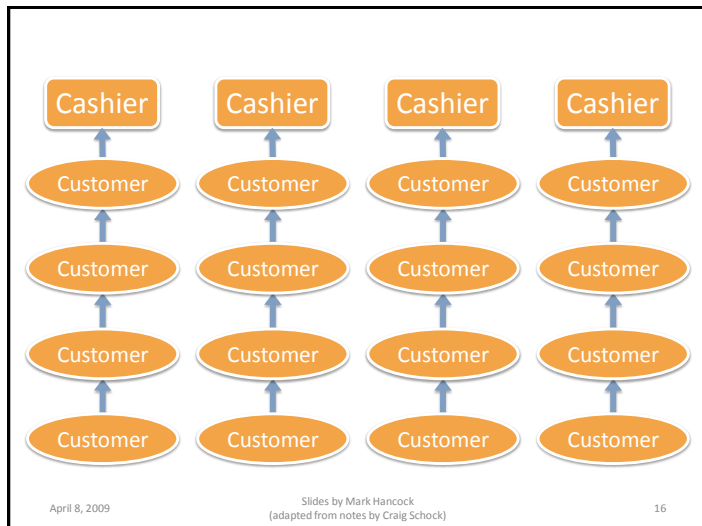 Cashier Cashier Cashier Cashier
Customer Customer Customer Customer
Customer Customer Customer Customer
Customer Customer Customer Customer
Customer Customer Customer Customer
April 8, 2009
Slides by Mark Hancock
(adapted from notes by Craig Schock)
16